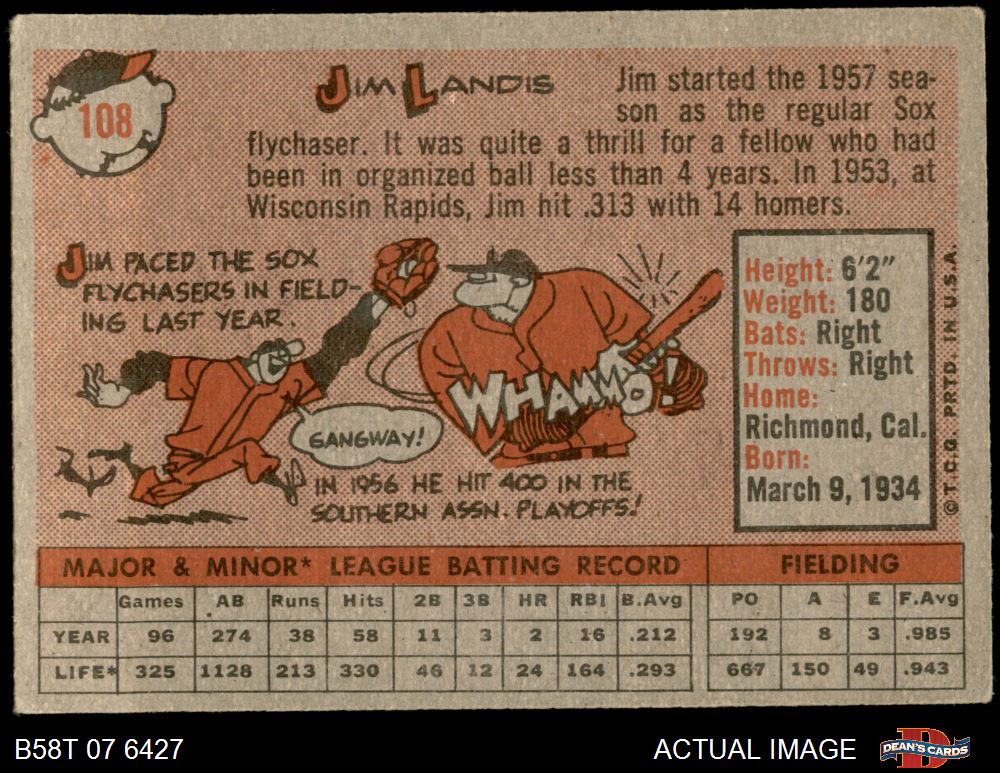 108
JIM LANDIS
Jim started the 1957 sea-
son as the regular Sox
flychaser. It was quite a thrill for a fellow who had
been in organized ball less than 4 years. In 1953, at
Wisconsin Rapids, Jim hit .313 with 14 homers.
JIM PACED THE SOX
FLYCHASERS IN FIELD-
ING LAST YEAR.
GANGWAY!
WHAMMO!
IN 1956 HE HIT 400 IN THE
SOUTHERN ASSN. PLAYOFFS!
Height: 6'2"
Weight: 180
Bats: Right
Throws: Right
Home:
Richmond, Cal.
Born:
March 9, 1934
© T.C.G. PRTD. IN U.S.A.
MAJOR & MINOR* LEAGUE BATTING RECORD FIELDING
Games AB Runs Hits 2B 3B HR RBI B.Avg PO A E F.Avg
YEAR 96 274 38 58 11 3 2 16 .212 192 8 3 .985
LIFE* 325 1128 213 330 46 12 24 164 .293 667 150 49 .943
B58T 07 6427
ACTUAL IMAGE
DEAN'S CARDS